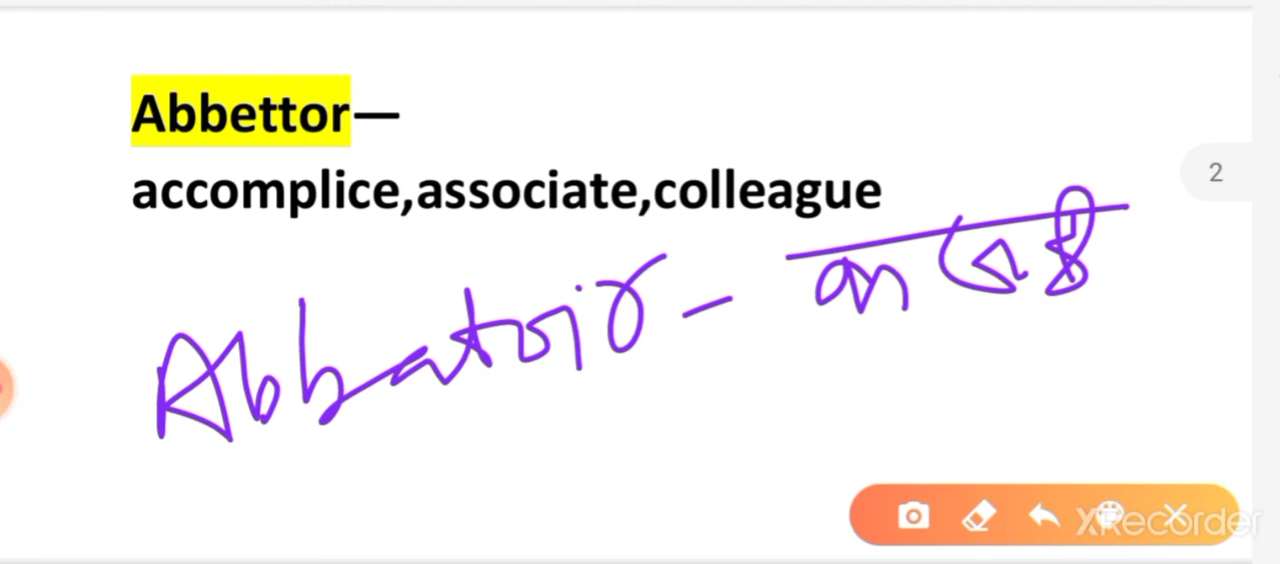 Abbettor—
2
accomplice,associate,colleague
Abbatoir -
XRecorder